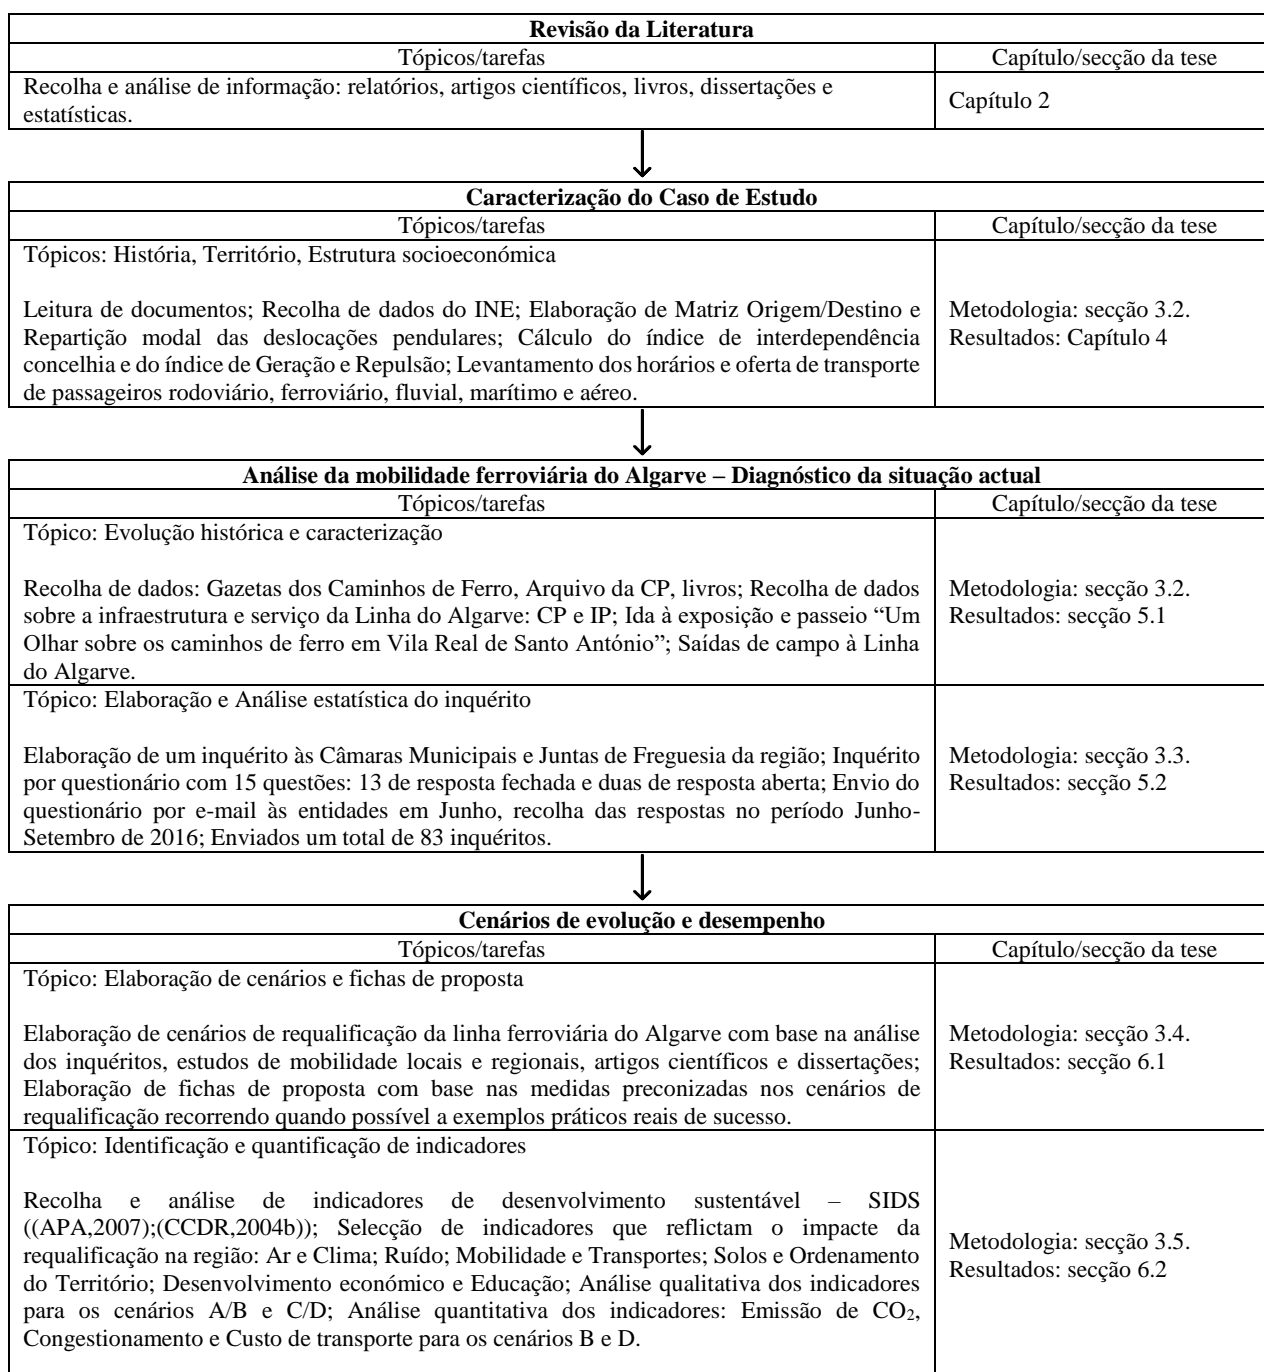 Revisão da Literatura
Tópicos/tarefas
Capítulo/secção da tese
Recolha e análise de informação: relatórios, artigos científicos, livros, dissertações e
estatísticas.
Capítulo 2
Caracterização do Caso de Estudo
Tópicos/tarefas
Capítulo/secção da tese
Tópicos: História, Território, Estrutura socioeconómica
Leitura de documentos; Recolha de dados do INE; Elaboração de Matriz Origem/Destino e
Repartição modal das deslocações pendulares; Cálculo do índice de interdependência
concelhia e do índice de Geração e Repulsão; Levantamento dos horários e oferta de transporte
de passageiros rodoviário, ferroviário, fluvial, marítimo e aéreo.
Metodologia: secção 3.2.
Resultados: Capítulo 4
Análise da mobilidade ferroviária do Algarve – Diagnóstico da situação actual
Tópicos/tarefas
Capítulo/secção da tese
Tópico: Evolução histórica e caracterização
Recolha de dados: Gazetas dos Caminhos de Ferro, Arquivo da CP, livros; Recolha de dados
sobre a infraestrutura e serviço da Linha do Algarve: CP e IP; Ida à exposição e passeio “Um
Olhar sobre os caminhos de ferro em Vila Real de Santo António”; Saídas de campo à Linha
do Algarve.
Metodologia: secção 3.2.
Resultados: secção 5.1
Tópico: Elaboração e Análise estatística do inquérito
Elaboração de um inquérito às Câmaras Municipais e Juntas de Freguesia da região; Inquérito
por questionário com 15 questões: 13 de resposta fechada e duas de resposta aberta; Envio do
questionário por e-mail às entidades em Junho, recolha das respostas no período Junho-
Setembro de 2016; Enviados um total de 83 inquéritos.
Metodologia: secção 3.3.
Resultados: secção 5.2
Cenários de evolução e desempenho
Tópicos/tarefas
Capítulo/secção da tese
Tópico: Elaboração de cenários e fichas de proposta
Elaboração de cenários de requalificação da linha ferroviária do Algarve com base na análise
dos inquéritos, estudos de mobilidade locais e regionais, artigos científicos e dissertações;
Elaboração de fichas de proposta com base nas medidas preconizadas nos cenários de
requalificação recorrendo quando possível a exemplos práticos reais de sucesso.
Metodologia: secção 3.4.
Resultados: secção 6.1
Tópico: Identificação e quantificação de indicadores
Recolha e análise de indicadores de desenvolvimento sustentável – SIDS
((APA,2007);(CCDR,2004b)); Selecção de indicadores que reflictam o impacte da
requalificação na região: Ar e Clima; Ruído; Mobilidade e Transportes; Solos e Ordenamento
do Território; Desenvolvimento económico e Educação; Análise qualitativa dos indicadores
para os cenários A/B e C/D; Análise quantitativa dos indicadores: Emissão de CO₂,
Congestionamento e Custo de transporte para os cenários B e D.
Metodologia: secção 3.5.
Resultados: secção 6.2